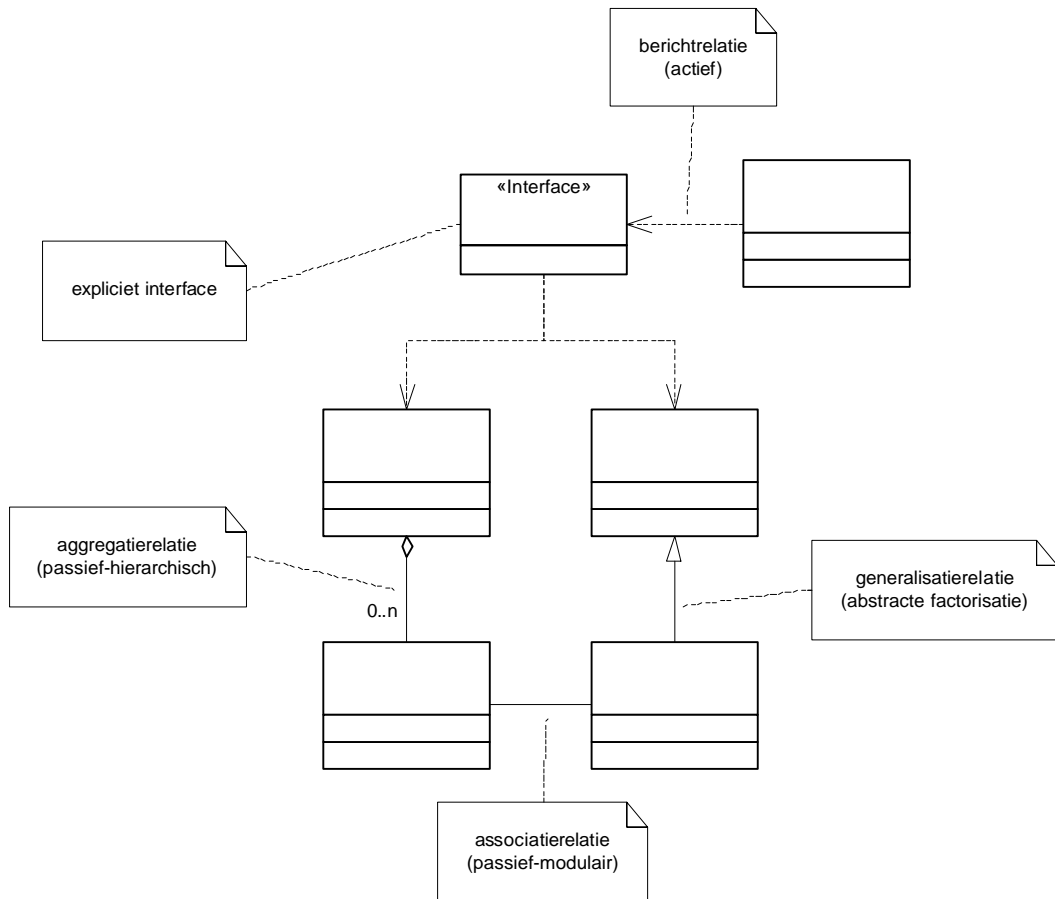 berichtrelatie
(actief)
«Interface»
expliciet interface
aggregatierelatie
(passief-hierarchisch)
0..n
generalisatierelatie
(abstracte factorisatie)
associatierelatie
(passief-modulair)